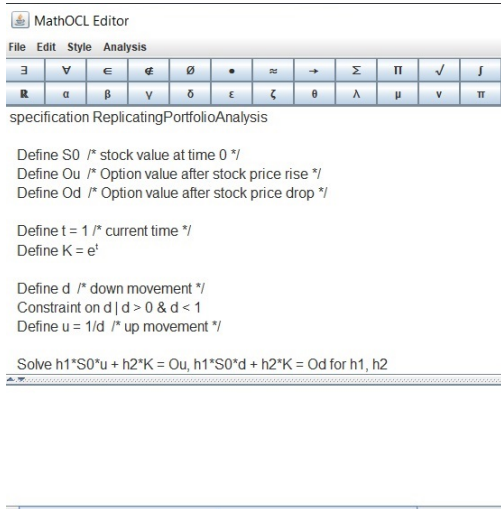 MathOCL Editor
File Edit Style Analysis
∃ ∀ ∈ ∉ Ø • ≈ → Σ Π √ ∫
ℝ α β γ δ ε ζ θ Λ μ ν π
specification ReplicatingPortfolioAnalysis
Define S0 /* stock value at time 0 */
Define Ou /* Option value after stock price rise */
Define Od /* Option value after stock price drop */
Define t = 1 /* current time */
Define K = eᵗ
Define d /* down movement */
Constraint on d | d > 0 & d < 1
Define u = 1/d /* up movement */
Solve h1*S0*u + h2*K = Ou, h1*S0*d + h2*K = Od for h1, h2